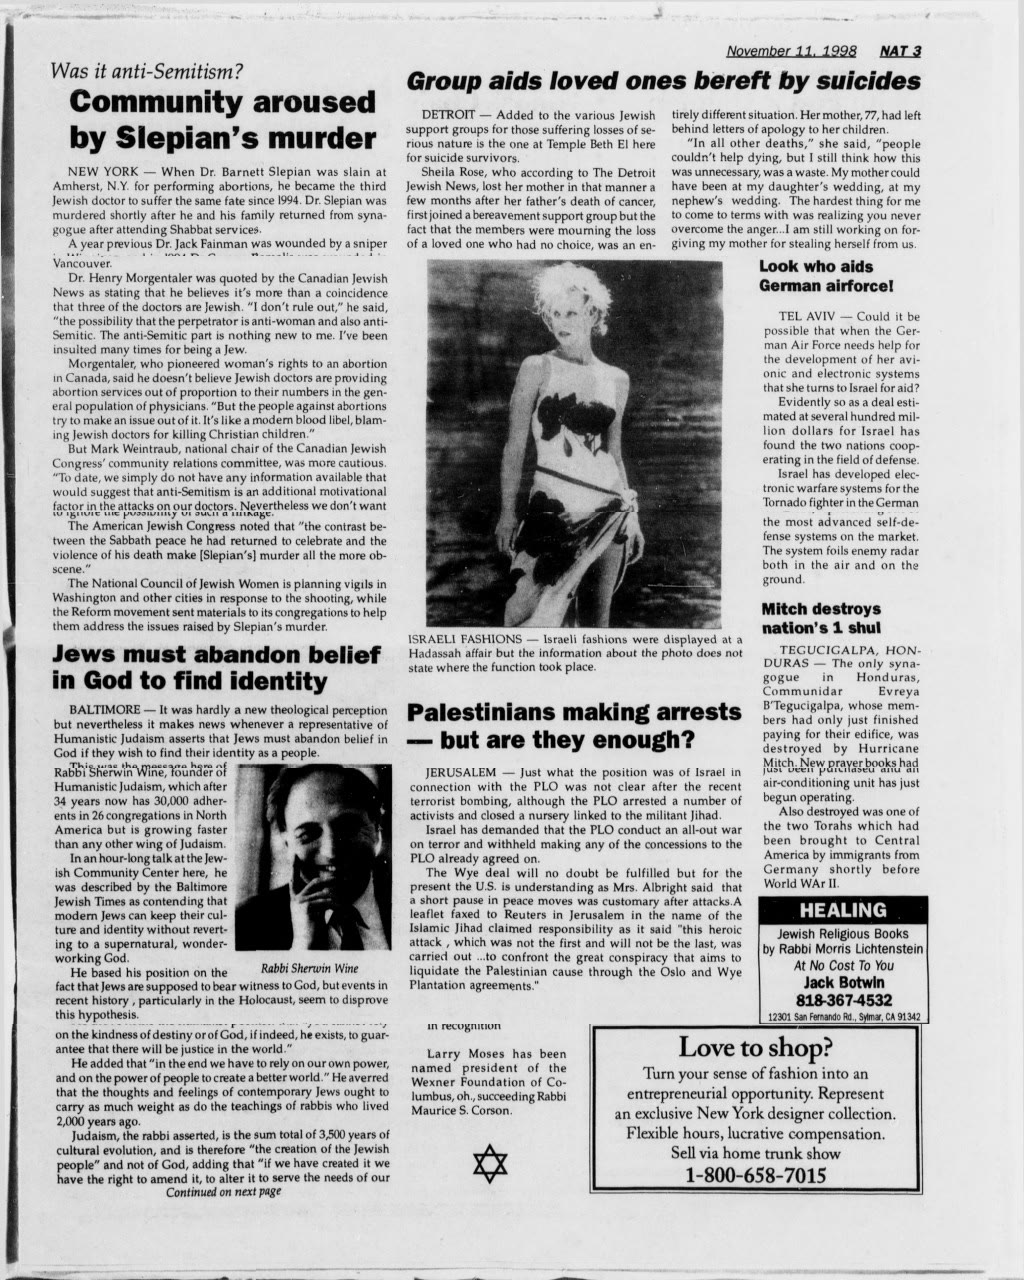 November 11, 1998 NAT 3
Was it anti-Semitism?
Community aroused
by Slepian's murder
NEW YORK — When Dr. Barnett Slepian was slain at
Amherst, N.Y. for performing abortions, he became the third
Jewish doctor to suffer the same fate since 1994. Dr. Slepian was
murdered shortly after he and his family returned from syna-
gogue after attending Shabbat services.
A year previous Dr. Jack Fainman was wounded by a sniper
Vancouver.
Dr. Henry Morgentaler was quoted by the Canadian Jewish
News as stating that he believes it's more than a coincidence
that three of the doctors are Jewish. "I don't rule out," he said,
"the possibility that the perpetrator is anti-woman and also anti-
Semitic. The anti-Semitic part is nothing new to me. I've been
insulted many times for being a Jew.
Morgentaler, who pioneered woman's rights to an abortion
in Canada, said he doesn't believe Jewish doctors are providing
abortion services out of proportion to their numbers in the gen-
eral population of physicians. "But the people against abortions
try to make an issue out of it. It's like a modern blood libel, blam-
ing Jewish doctors for killing Christian children."
But Mark Weintraub, national chair of the Canadian Jewish
Congress' community relations committee, was more cautious.
"To date, we simply do not have any information available that
would suggest that anti-Semitism is an additional motivational
factor in the attacks on our doctors. Nevertheless we don't want
to ignore the possibility of such a linkage.
The American Jewish Congress noted that "the contrast be-
tween the Sabbath peace he had returned to celebrate and the
violence of his death make [Slepian's] murder all the more ob-
scene."
The National Council of Jewish Women is planning vigils in
Washington and other cities in response to the shooting, while
the Reform movement sent materials to its congregations to help
them address the issues raised by Slepian's murder.
Jews must abandon belief
in God to find identity
BALTIMORE — It was hardly a new theological perception
but nevertheless it makes news whenever a representative of
Humanistic Judaism asserts that Jews must abandon belief in
God if they wish to find their identity as a people.
This was the message here of
Rabbi Sherwin Wine, founder of
Humanistic Judaism, which after
34 years now has 30,000 adher-
ents in 26 congregations in North
America but is growing faster
than any other wing of Judaism.
In an hour-long talk at the Jew-
ish Community Center here, he
was described by the Baltimore
Jewish Times as contending that
modern Jews can keep their cul-
ture and identity without revert-
ing to a supernatural, wonder-
working God.
He based his position on the
fact that Jews are supposed to bear witness to God, but events in
recent history , particularly in the Holocaust, seem to disprove
this hypothesis.
on the kindness of destiny or of God, if indeed, he exists, to guar-
antee that there will be justice in the world."
He added that "in the end we have to rely on our own power,
and on the power of people to create a better world." He averred
that the thoughts and feelings of contemporary Jews ought to
carry as much weight as do the teachings of rabbis who lived
2,000 years ago.
Judaism, the rabbi asserted, is the sum total of 3,500 years of
cultural evolution, and is therefore "the creation of the Jewish
people" and not of God, adding that "if we have created it we
have the right to amend it, to alter it to serve the needs of our
Continued on next page
Rabbi Sherwin Wine
Group aids loved ones bereft by suicides
DETROIT — Added to the various Jewish
support groups for those suffering losses of se-
rious nature is the one at Temple Beth El here
for suicide survivors.
Sheila Rose, who according to The Detroit
Jewish News, lost her mother in that manner a
few months after her father's death of cancer,
first joined a bereavement support group but the
fact that the members were mourning the loss
of a loved one who had no choice, was an en-
tirely different situation. Her mother, 77, had left
behind letters of apology to her children.
"In all other deaths," she said, "people
couldn't help dying, but I still think how this
was unnecessary, was a waste. My mother could
have been at my daughter's wedding, at my
nephew's wedding. The hardest thing for me
to come to terms with was realizing you never
overcome the anger...I am still working on for-
giving my mother for stealing herself from us.
ISRAELI FASHIONS — Israeli fashions were displayed at a
Hadassah affair but the information about the photo does not
state where the function took place.
Look who aids
German airforce!
TEL AVIV — Could it be
possible that when the Ger-
man Air Force needs help for
the development of her avi-
onic and electronic systems
that she turns to Israel for aid?
Evidently so as a deal esti-
mated at several hundred mil-
lion dollars for Israel has
found the two nations coop-
erating in the field of defense.
Israel has developed elec-
tronic warfare systems for the
Tornado fighter in the German
the most advanced self-de-
fense systems on the market.
The system foils enemy radar
both in the air and on the
ground.
Mitch destroys
nation's 1 shul
TEGUCIGALPA, HON-
DURAS — The only syna-
gogue in Honduras,
Communidar Evreya
B'Tegucigalpa, whose mem-
bers had only just finished
paying for their edifice, was
destroyed by Hurricane
Mitch. New prayer books had
just been purchased and an
air-conditioning unit has just
begun operating.
Also destroyed was one of
the two Torahs which had
been brought to Central
America by immigrants from
Germany shortly before
World WAr II.
Palestinians making arrests
— but are they enough?
JERUSALEM — Just what the position was of Israel in
connection with the PLO was not clear after the recent
terrorist bombing, although the PLO arrested a number of
activists and closed a nursery linked to the militant Jihad.
Israel has demanded that the PLO conduct an all-out war
on terror and withheld making any of the concessions to the
PLO already agreed on.
The Wye deal will no doubt be fulfilled but for the
present the U.S. is understanding as Mrs. Albright said that
a short pause in peace moves was customary after attacks.A
leaflet faxed to Reuters in Jerusalem in the name of the
Islamic Jihad claimed responsibility as it said "this heroic
attack , which was not the first and will not be the last, was
carried out ...to confront the great conspiracy that aims to
liquidate the Palestinian cause through the Oslo and Wye
Plantation agreements."
in recognition
Larry Moses has been
named president of the
Wexner Foundation of Co-
lumbus, oh., succeeding Rabbi
Maurice S. Corson.
HEALING
Jewish Religious Books
by Rabbi Morris Lichtenstein
At No Cost To You
Jack Botwin
818-367-4532
12301 San Fernando Rd., Sylmar, CA 91342
Love to shop?
Turn your sense of fashion into an
entrepreneurial opportunity. Represent
an exclusive New York designer collection.
Flexible hours, lucrative compensation.
Sell via home trunk show
1-800-658-7015